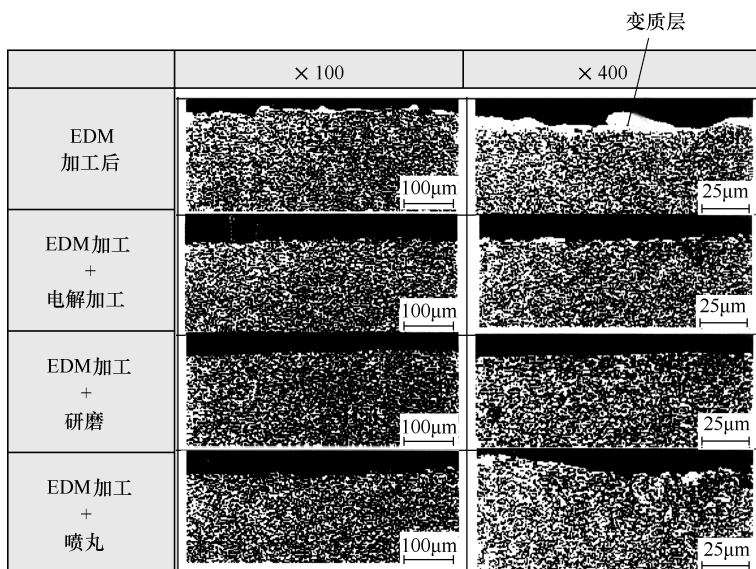 变质层
× 100
× 400
EDM
加工后
100μm
25μm
EDM加工
+
电解加工
100μm
25μm
EDM加工
+
研磨
100μm
25μm
EDM加工
+
喷丸
100μm
25μm